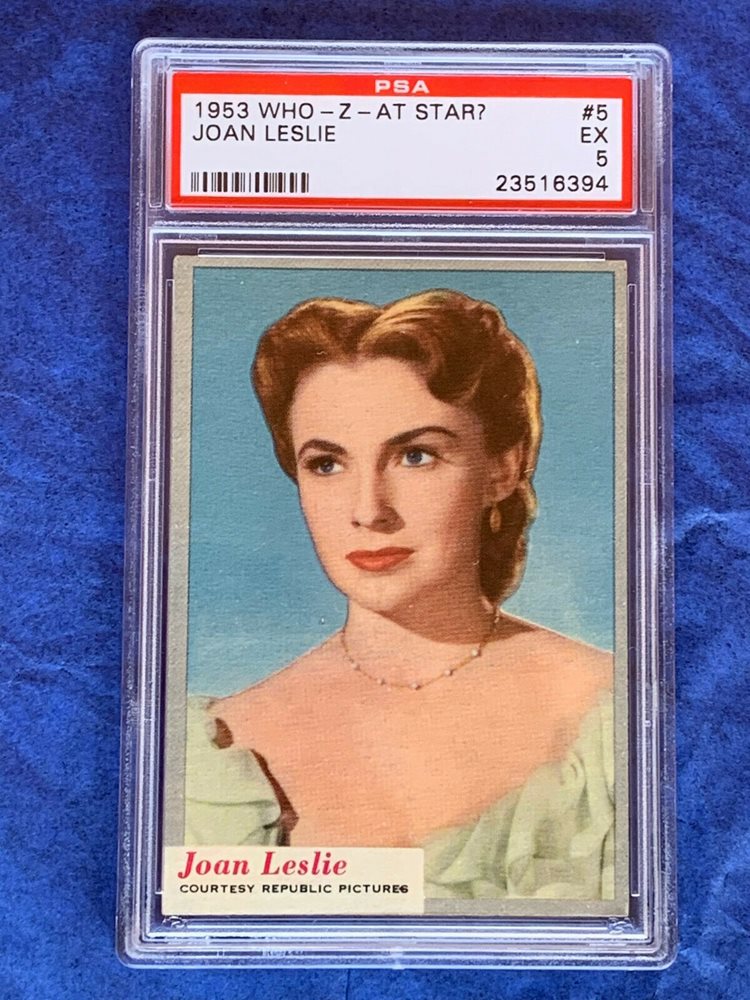 PSA
1953 WHO-Z-AT STAR? #5
JOAN LESLIE EX
5
23516394
Joan Leslie
COURTESY REPUBLIC PICTURES